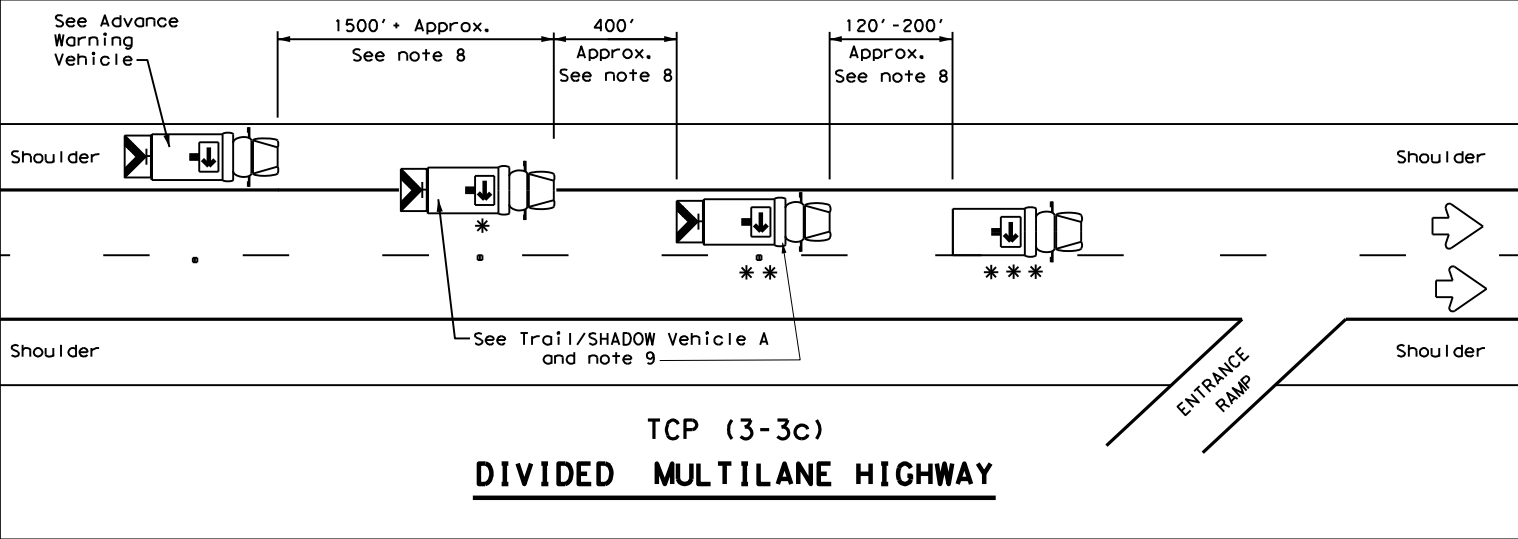 See Advance
Warning
Vehicle
1500'+ Approx.
See note 8
400'
Approx.
See note 8
120'-200'
Approx.
See note 8
Shoulder
Shoulder
*
* *
* * *
See Trail/SHADOW Vehicle A
and note 9
Shoulder
Shoulder
ENTRANCE
RAMP
TCP (3-3c)
DIVIDED MULTILANE HIGHWAY